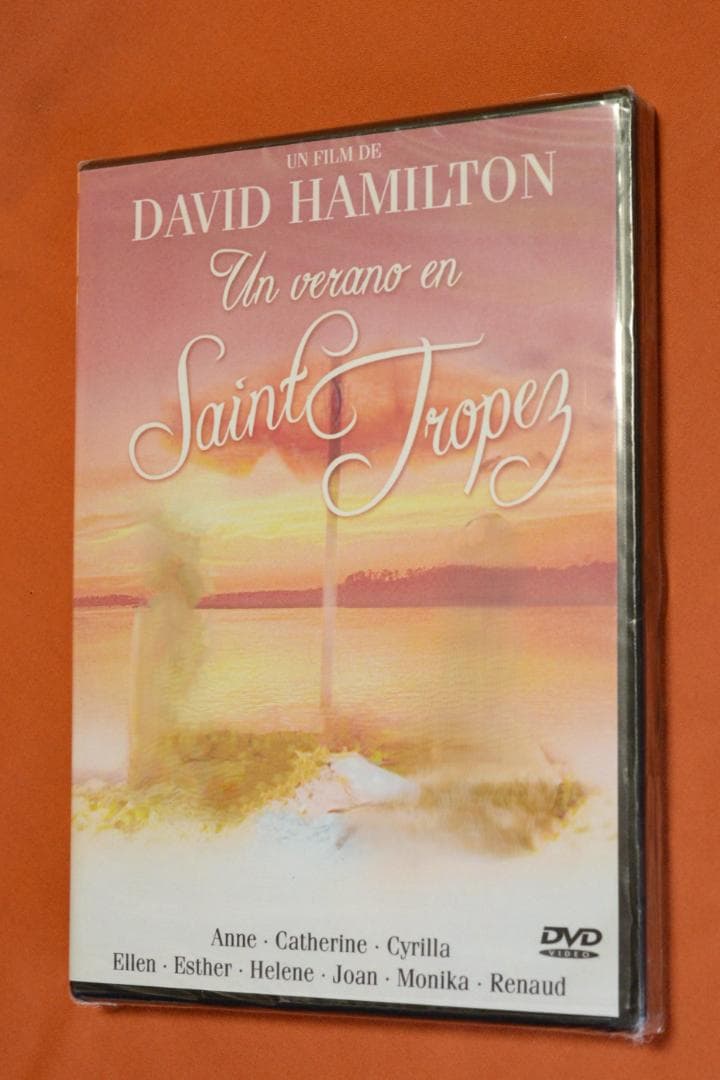 UN FILM DE
DAVID HAMILTON
Un verano en
Saint Tropez
Anne · Catherine · Cyrilla
Ellen · Esther · Helene · Joan · Monika · Renaud
DVD
VIDEO